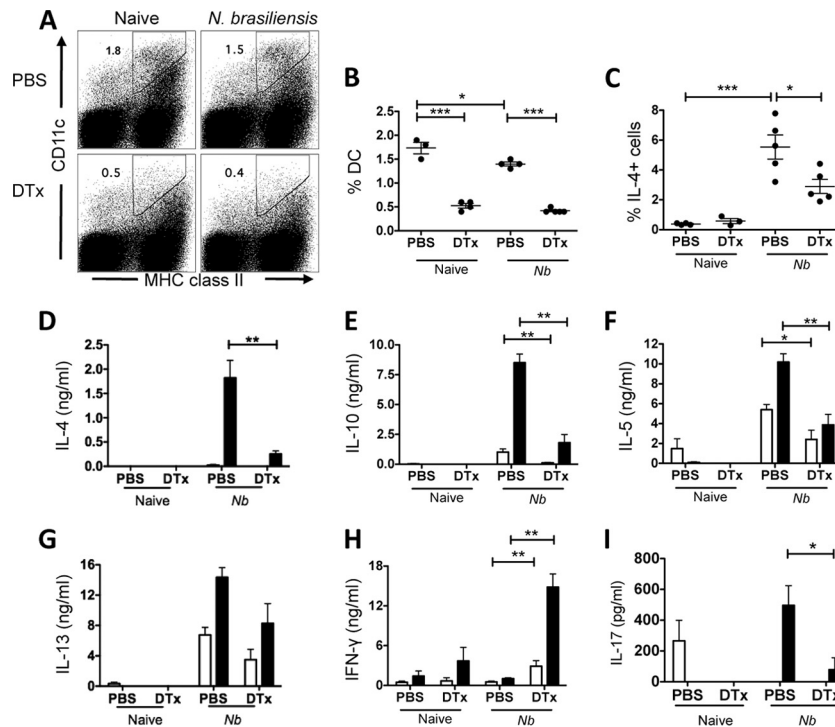 A
Naive
N. brasiliensis
PBS
DTx
CD11c
MHC class II
1.8
1.5
0.5
0.4
B
% DC
2.5
2.0
1.5
1.0
0.5
0.0
*
***
***
PBS DTx PBS DTx
Naive Nb
C
% IL-4+ cells
8
6
4
2
0
***
*
PBS DTx PBS DTx
Naive Nb
D
IL-4 (ng/ml)
2.5
2.0
1.5
1.0
0.5
0.0
**
PBS DTx PBS DTx
Naive Nb
E
IL-10 (ng/ml)
10.0
7.5
5.0
2.5
0.0
**
**
PBS DTx PBS DTx
Naive Nb
F
IL-5 (ng/ml)
12
10
8
6
4
2
0
**
*
PBS DTx PBS DTx
Naive Nb
G
IL-13 (ng/ml)
16
12
8
4
0
PBS DTx PBS DTx
Naive Nb
H
IFN-γ (ng/ml)
18
12
6
0
**
**
PBS DTx PBS DTx
Naive Nb
I
IL-17 (pg/ml)
800
600
400
200
0
*
PBS DTx PBS DTx
Naive Nb